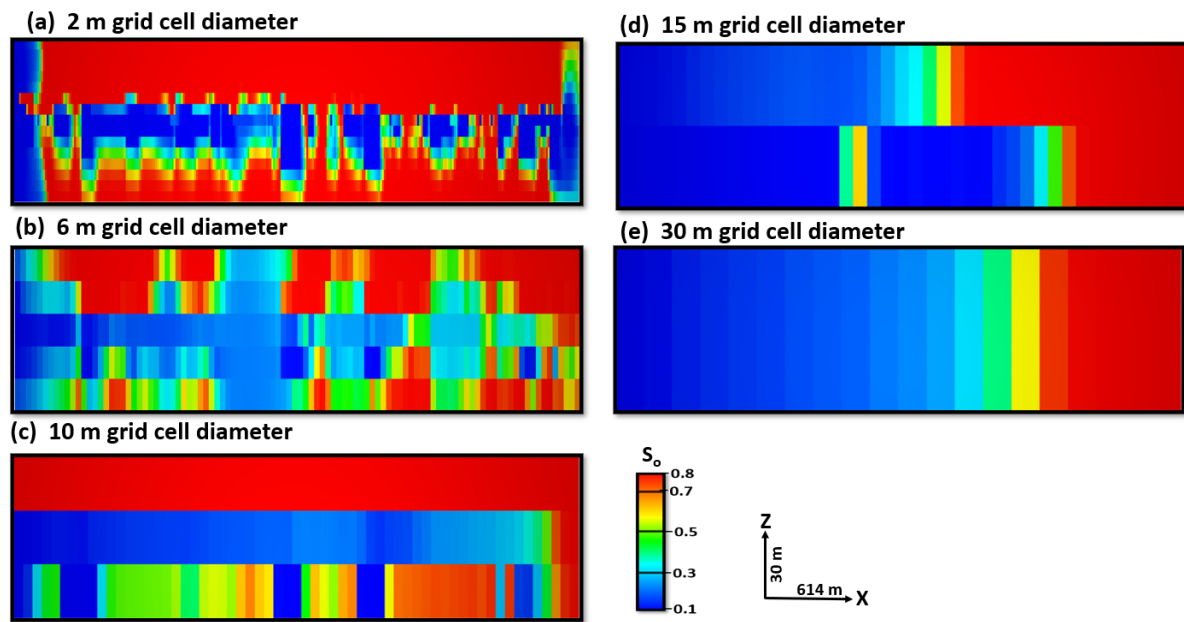 (a) 2 m grid cell diameter
(b) 6 m grid cell diameter
(c) 10 m grid cell diameter
(d) 15 m grid cell diameter
(e) 30 m grid cell diameter
Sₒ
0.8
0.7
0.5
0.3
0.1
Z
30 m
614 m
X